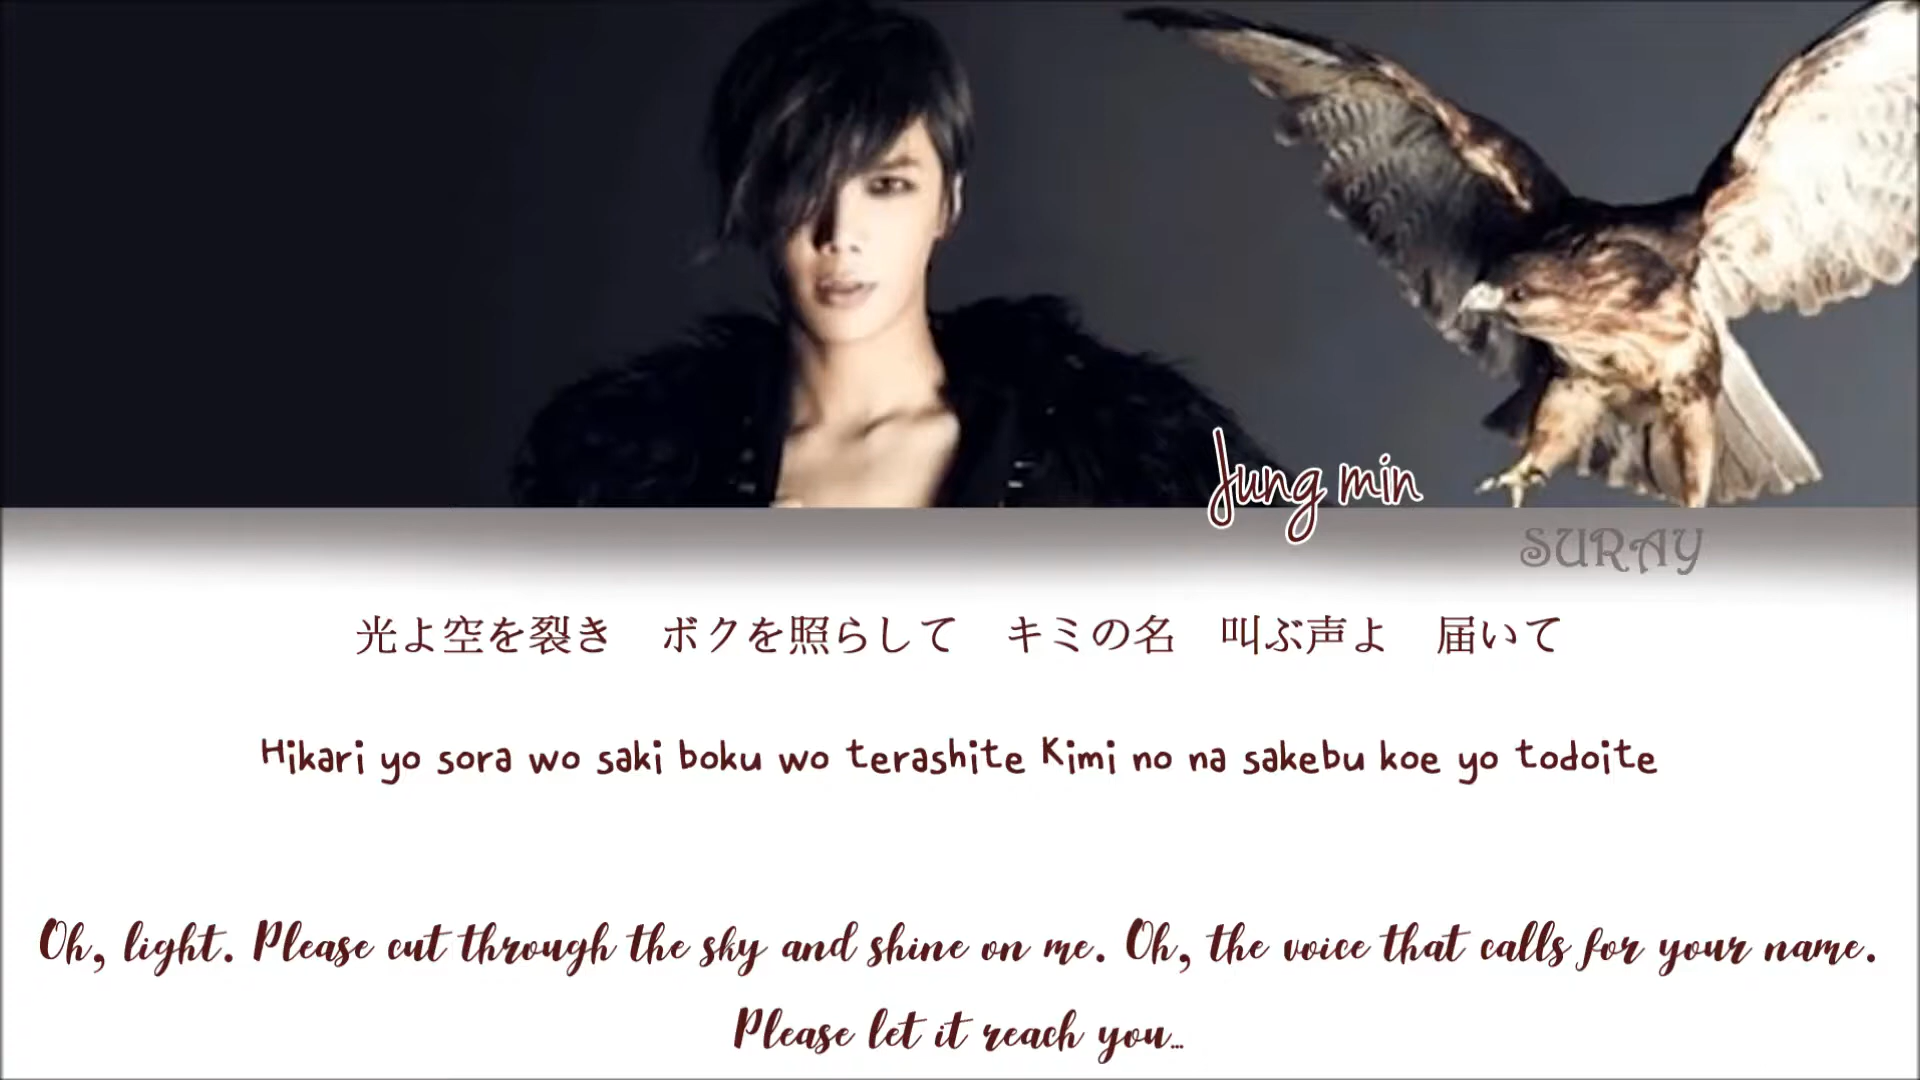 Jung min
SURAY
光よ空を裂き　ボクを照らして　キミの名　叫ぶ声よ　届いて
Hikari yo sora wo saki boku wo terashite Kimi no na sakebu koe yo todoite
Oh, light. Please cut through the sky and shine on me. Oh, the voice that calls for your name.
Please let it reach you...